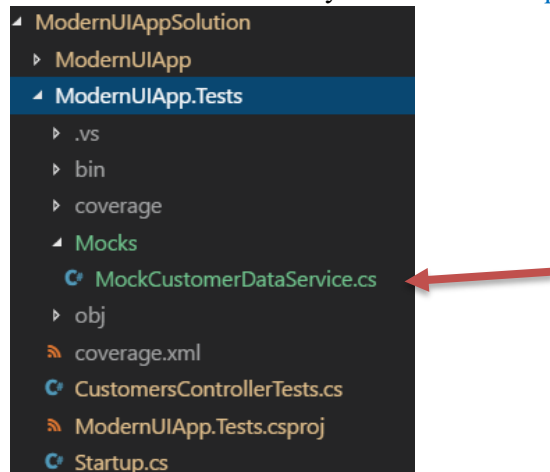 ModernUIAppSolution
ModernUIApp
ModernUIApp.Tests
.vs
bin
coverage
Mocks
C# MockCustomerDataService.cs
obj
coverage.xml
C# CustomersControllerTests.cs
ModernUIApp.Tests.csproj
C# Startup.cs